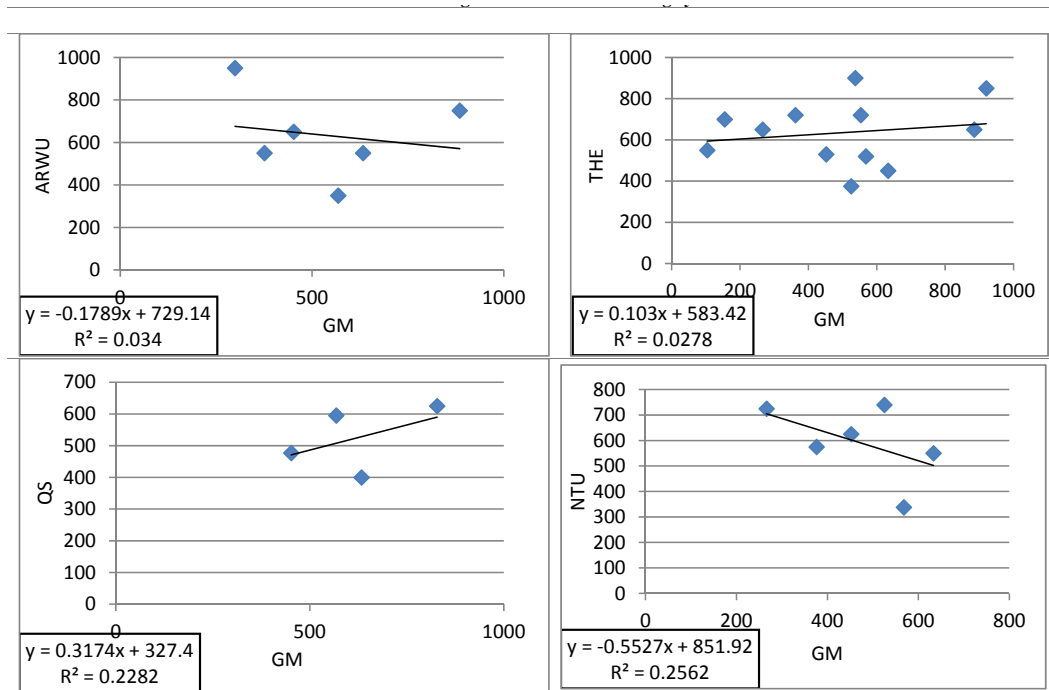 1000
800
600
400
200
0
ARWU
0
500
1000
GM
y = -0.1789x + 729.14
R² = 0.034
1000
800
600
400
200
0
THE
0
200
400
600
800
1000
GM
y = 0.103x + 583.42
R² = 0.0278
700
600
500
400
300
200
100
0
QS
0
500
1000
GM
y = 0.3174x + 327.4
R² = 0.2282
800
700
600
500
400
300
200
100
0
NTU
0
200
400
600
800
GM
y = -0.5527x + 851.92
R² = 0.2562